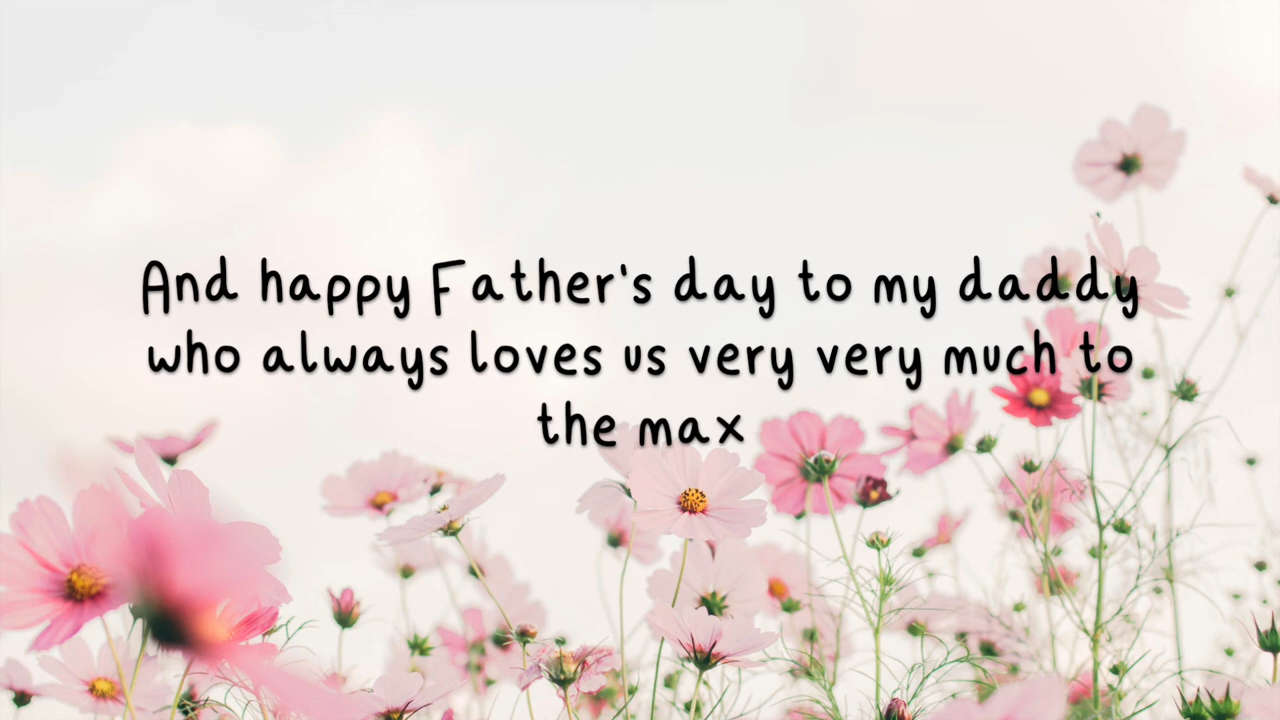 And happy Father's day to my daddy
who always loves us very very much to
the max